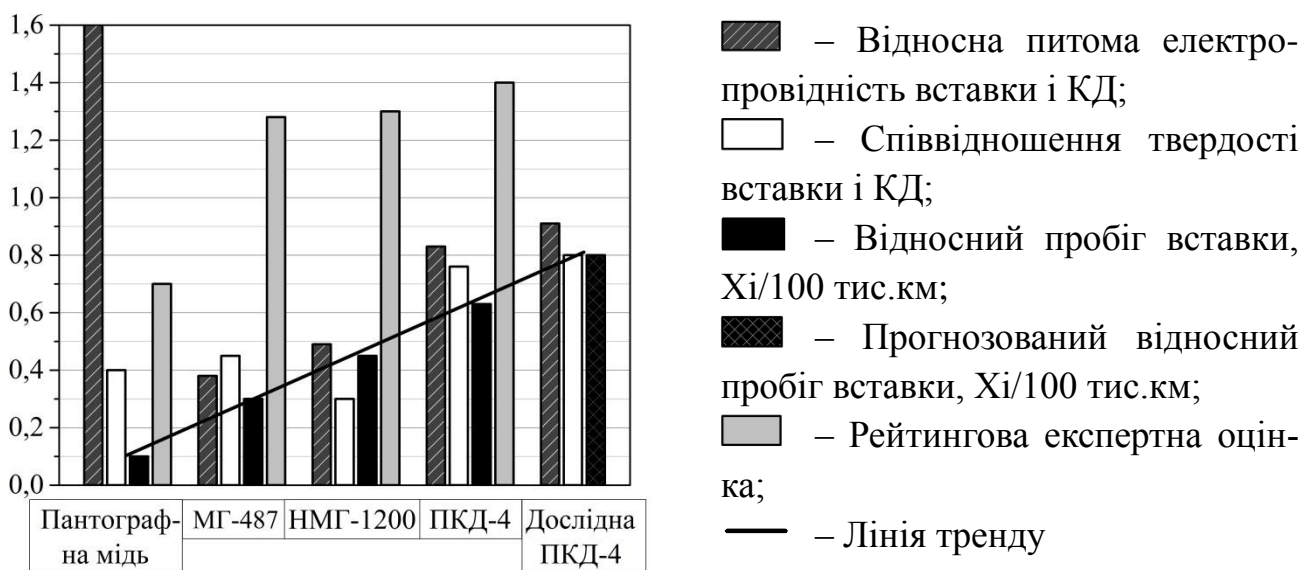 1,6
1,4
1,2
1,0
0,8
0,6
0,4
0,2
0,0
Пантограф-
на мідь
МГ-487
НМГ-1200
ПКД-4
Дослідна
ПКД-4
– Відносна питома електро-
провідність вставки і КД;
– Співвідношення твердості
вставки і КД;
– Відносний пробіг вставки,
Хі/100 тис.км;
– Прогнозований відносний
пробіг вставки, Хі/100 тис.км;
– Рейтингова експертна оцін-
ка;
– Лінія тренду